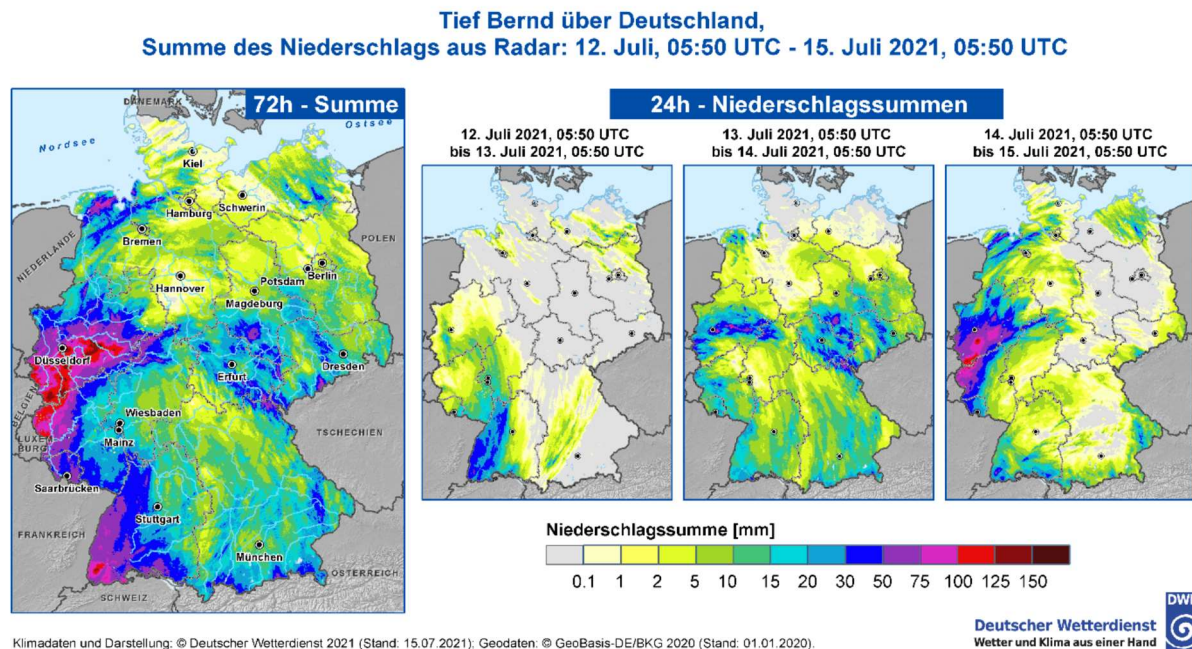 Tief Bernd über Deutschland,
Summe des Niederschlags aus Radar: 12. Juli, 05:50 UTC - 15. Juli 2021, 05:50 UTC
72h - Summe
24h - Niederschlagssummen
12. Juli 2021, 05:50 UTC
bis 13. Juli 2021, 05:50 UTC
13. Juli 2021, 05:50 UTC
bis 14. Juli 2021, 05:50 UTC
14. Juli 2021, 05:50 UTC
bis 15. Juli 2021, 05:50 UTC
DÄNEMARK
Nordsee
Ostsee
Kiel
Hamburg
Schwerin
Bremen
NIEDERLANDE
POLEN
Hannover
Potsdam
Berlin
Magdeburg
Düsseldorf
Erfurt
Dresden
BELGIEN
Wiesbaden
Mainz
LUXEM
BURG
TSCHECHIEN
Saarbrücken
Stuttgart
FRANKREICH
München
ÖSTERREICH
SCHWEIZ
Niederschlagssumme [mm]
0.1 1 2 5 10 15 20 30 50 75 100 125 150
DWD
Deutscher Wetterdienst
Wetter und Klima aus einer Hand
Klimadaten und Darstellung: © Deutscher Wetterdienst 2021 (Stand: 15.07.2021); Geodaten: © GeoBasis-DE/BKG 2020 (Stand: 01.01.2020).